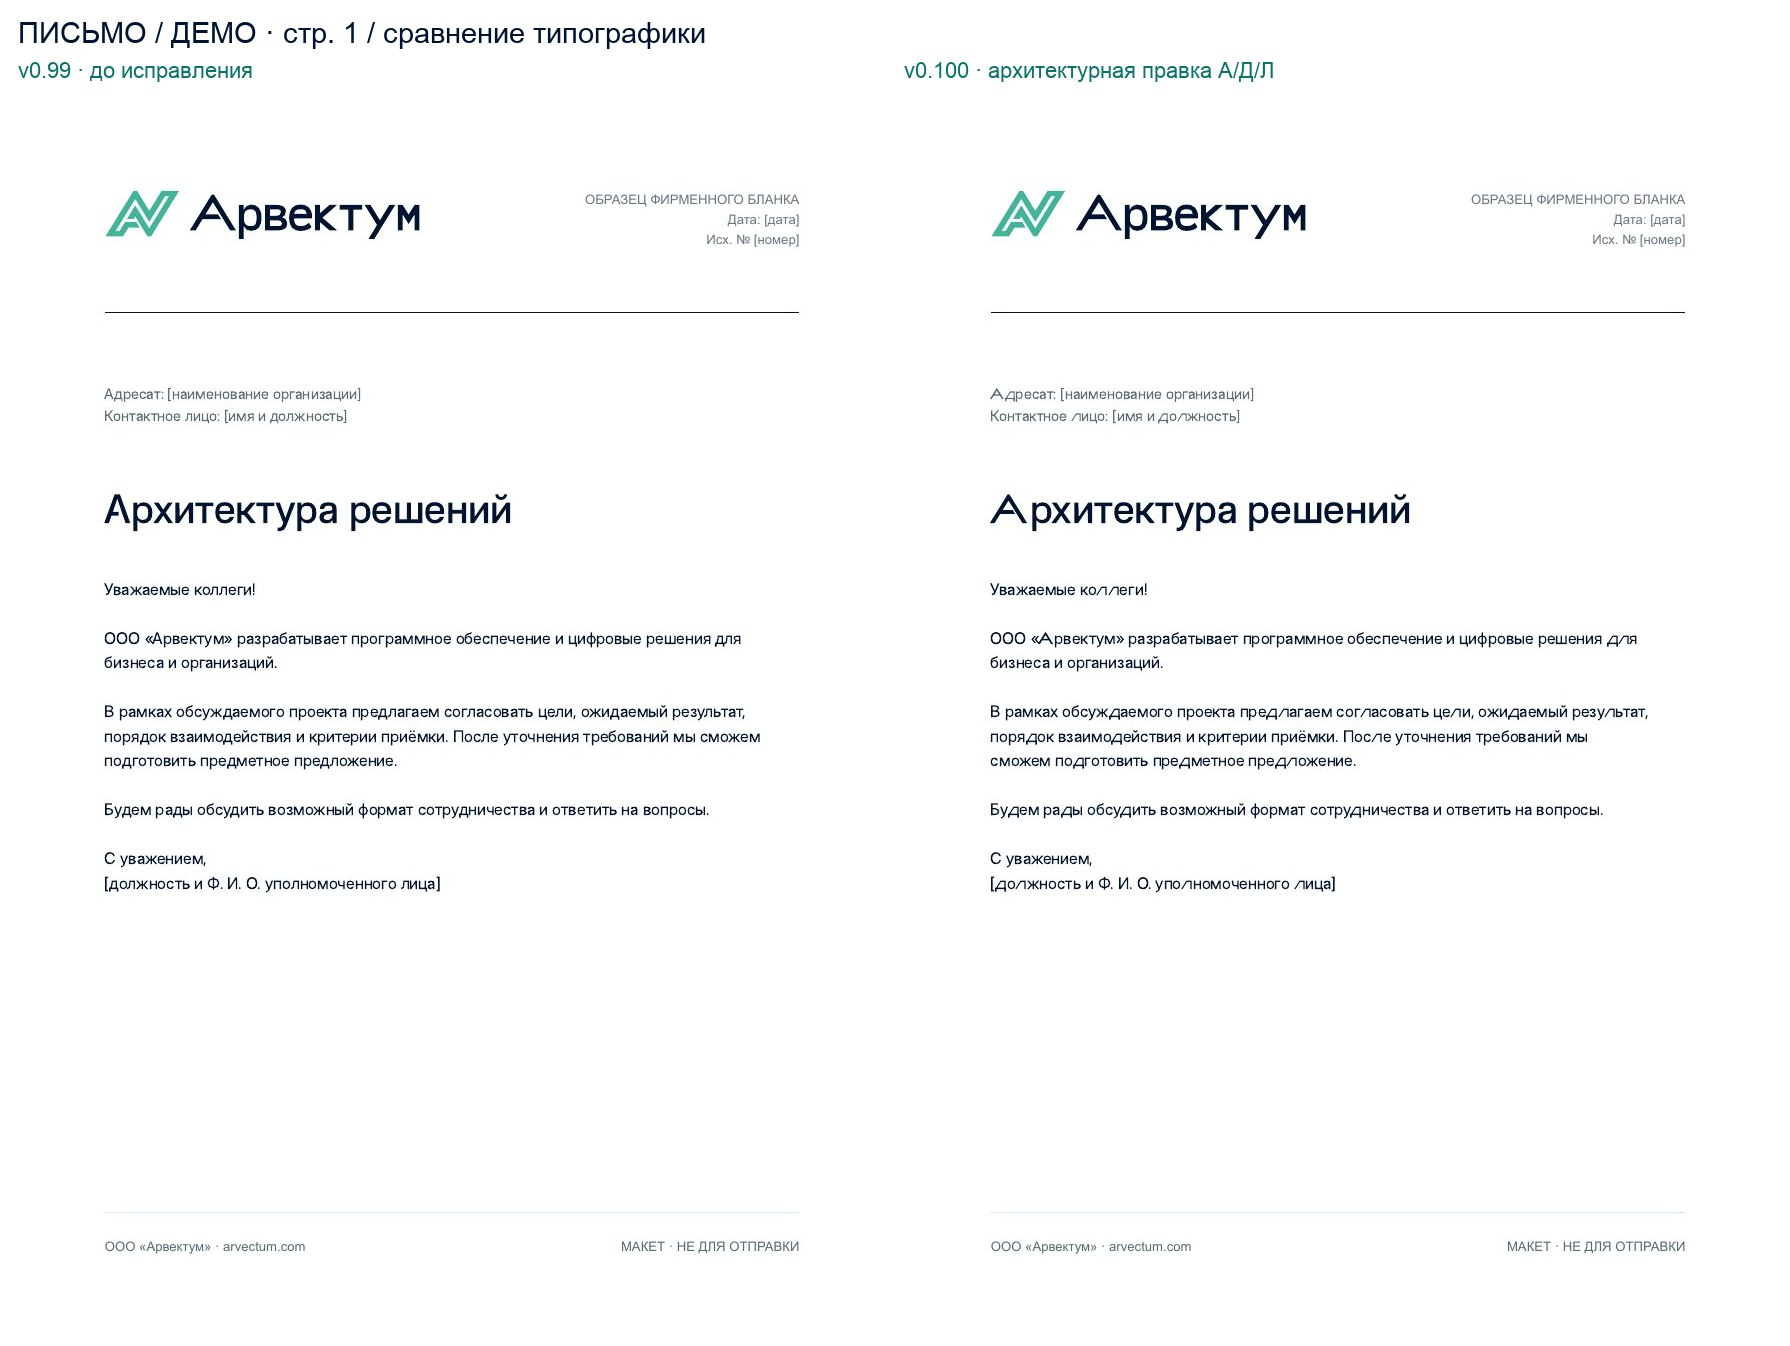 ПИСЬМО / ДЕМО · стр. 1 / сравнение типографики
v0.99 · до исправления
Арвектум
ОБРАЗЕЦ ФИРМЕННОГО БЛАНКА
Дата: [дата]
Исх. № [номер]
Адресат: [наименование организации]
Контактное лицо: [имя и должность]
Архитектура решений
Уважаемые коллеги!
ООО «Арвектум» разрабатывает программное обеспечение и цифровые решения для
бизнеса и организаций.
В рамках обсуждаемого проекта предлагаем согласовать цели, ожидаемый результат,
порядок взаимодействия и критерии приёмки. После уточнения требований мы сможем
подготовить предметное предложение.
Будем рады обсудить возможный формат сотрудничества и ответить на вопросы.
С уважением,
[должность и Ф. И. О. уполномоченного лица]
ООО «Арвектум» · arvectum.com
МАКЕТ · НЕ ДЛЯ ОТПРАВКИ
v0.100 · архитектурная правка А/Д/Л
Арвектум
ОБРАЗЕЦ ФИРМЕННОГО БЛАНКА
Дата: [дата]
Исх. № [номер]
Адресат: [наименование организации]
Контактное лицо: [имя и должность]
Архитектура решений
Уважаемые коллеги!
ООО «Арвектум» разрабатывает программное обеспечение и цифровые решения для
бизнеса и организаций.
В рамках обсуждаемого проекта предлагаем согласовать цели, ожидаемый результат,
порядок взаимодействия и критерии приёмки. После уточнения требований мы
сможем подготовить предметное предложение.
Будем рады обсудить возможный формат сотрудничества и ответить на вопросы.
С уважением,
[должность и Ф. И. О. уполномоченного лица]
ООО «Арвектум» · arvectum.com
МАКЕТ · НЕ ДЛЯ ОТПРАВКИ